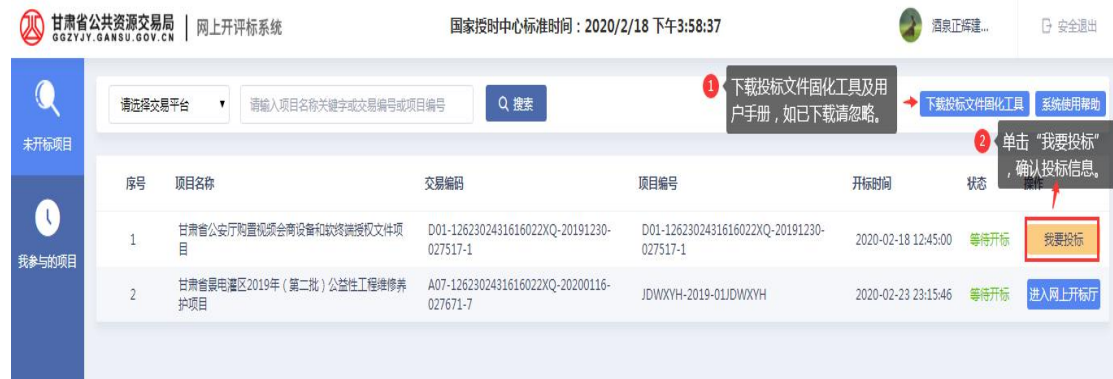 甘肃省公共资源交易局
GGZYJY.GANSU.GOV.CN
网上开评标系统
国家授时中心标准时间：2020/2/18 下午3:58:37
酒泉正辉建...
安全退出
未开标项目
我参与的项目
请选择交易平台
请输入项目名称关键字或交易编号或项目编号
搜索
1 下载投标文件固化工具及用
户手册，如已下载请忽略。
下载投标文件固化工具
系统使用帮助
2 单击“我要投标”
，确认投标信息。
序号 项目名称 交易编码 项目编号 开标时间 状态 操作
1 甘肃省公安厅购置视频会商设备和软终端授权文件项 D01-1262302431616022XQ-20191230- D01-1262302431616022XQ-20191230- 2020-02-18 12:45:00 等待开标 我要投标
目 027517-1 027517-1
2 甘肃省景电灌区2019年（第二批）公益性工程维修养 A07-1262302431616022XQ-20200116- JDWXYH-2019-01JDWXYH 2020-02-23 23:15:46 等待开标 进入网上开标厅
护项目 027671-7